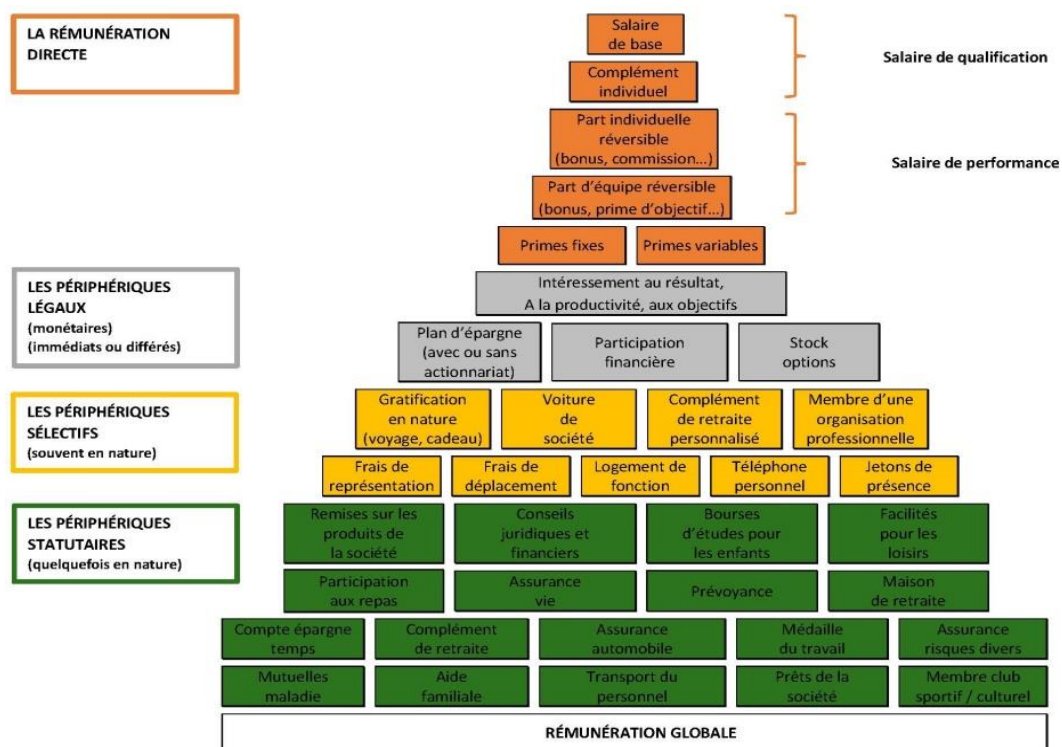 LA RÉMUNÉRATION
DIRECTE
Salaire
de base
Complément
individuel
Salaire de qualification
Part individuelle
réversible
(bonus, commission...)
Part d'équipe réversible
(bonus, prime d'objectif...)
Salaire de performance
Primes fixes
Primes variables
LES PÉRIPHÉRIQUES
LÉGAUX
(monétaires)
(immédiats ou différés)
Intéressement au résultat,
A la productivité, aux objectifs
Plan d'épargne
(avec ou sans
actionnariat)
Participation
financière
Stock
options
LES PÉRIPHÉRIQUES
SÉLECTIFS
(souvent en nature)
Gratification
en nature
(voyage, cadeau)
Voiture
de
société
Complément
de retraite
personnalisé
Membre d'une
organisation
professionnelle
Frais de
représentation
Frais de
déplacement
Logement de
fonction
Téléphone
personnel
Jetons de
présence
LES PÉRIPHÉRIQUES
STATUTAIRES
(quelquefois en nature)
Remises sur les
produits de
la société
Conseils
juridiques et
financiers
Bourses
d'études pour
les enfants
Facilités
pour les
loisirs
Participation
aux repas
Assurance
vie
Prévoyance
Maison
de retraite
Compte épargne
temps
Complément
de retraite
Assurance
automobile
Médaille
du travail
Assurance
risques divers
Mutuelles
maladie
Aide
familiale
Transport du
personnel
Prêts de la
société
Membre club
sportif / culturel
RÉMUNÉRATION GLOBALE